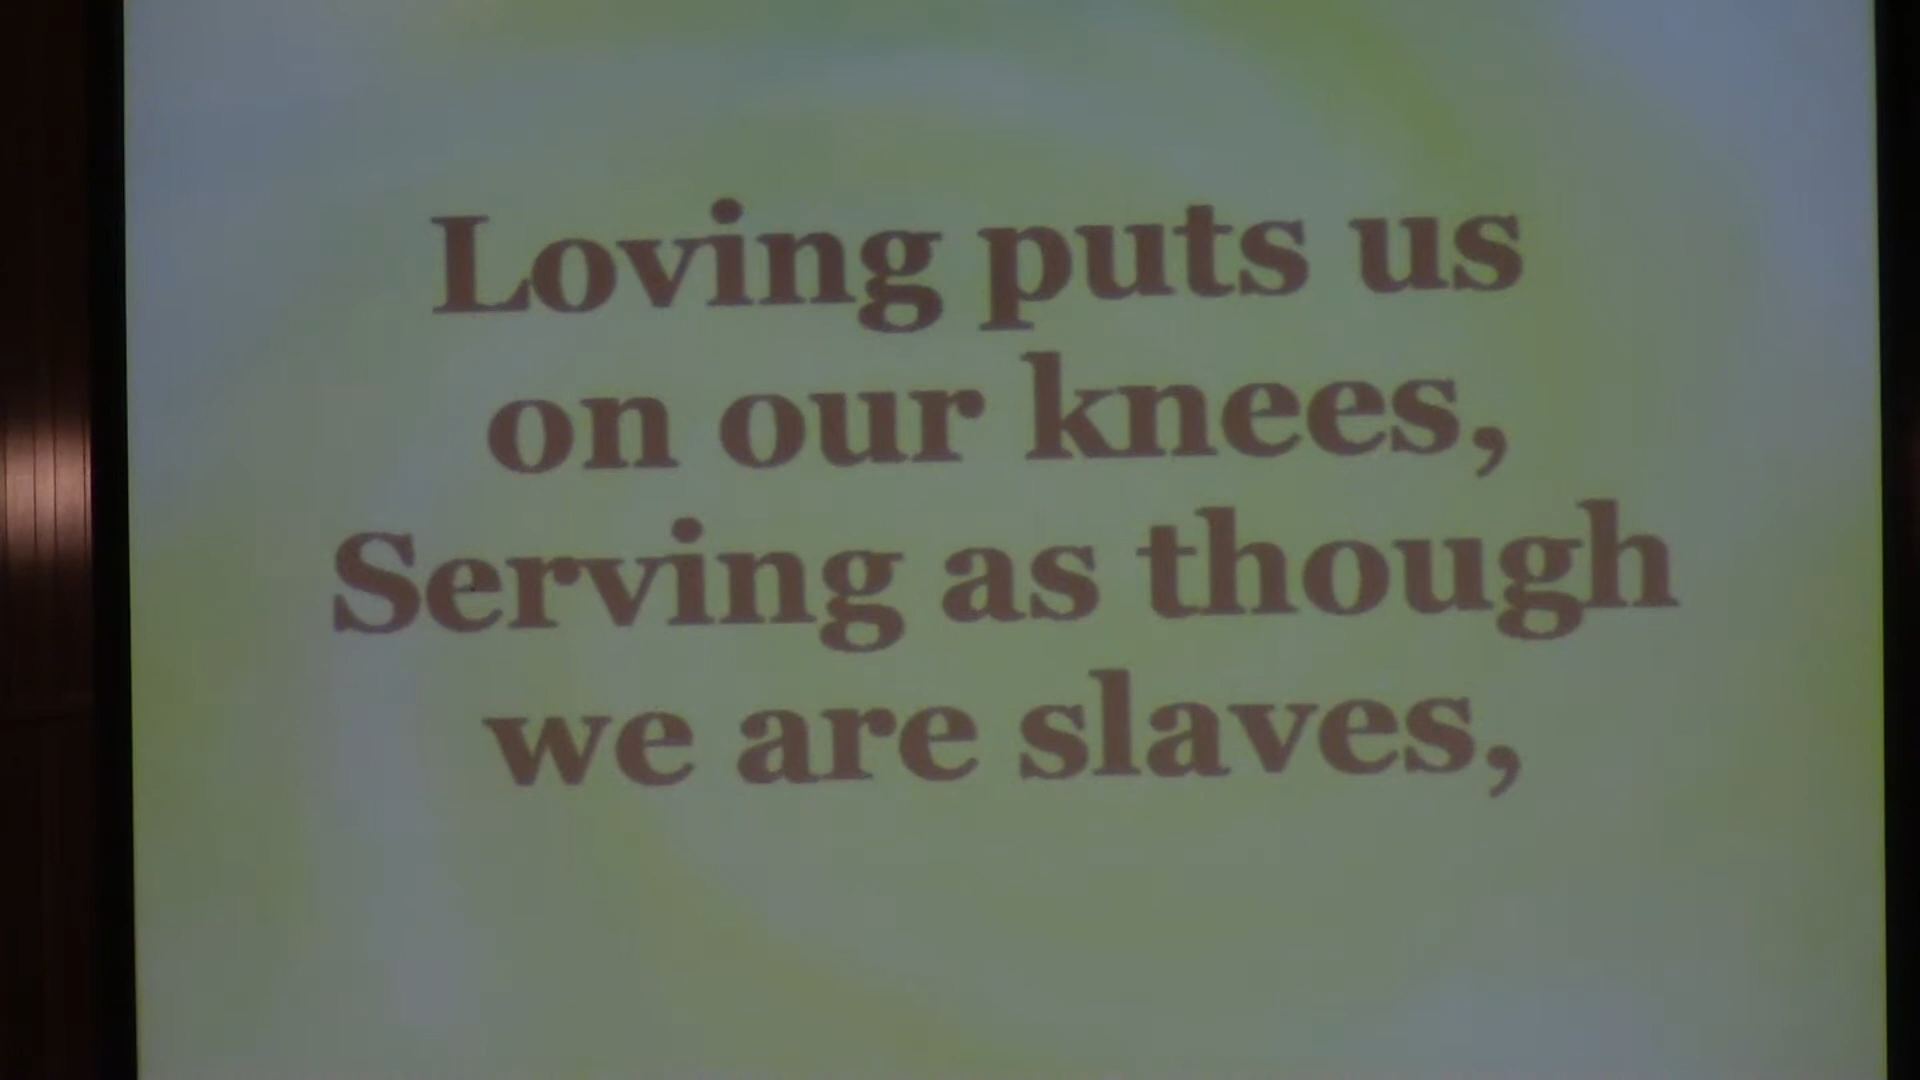 Loving puts us
on our knees,
Serving as though
we are slaves,